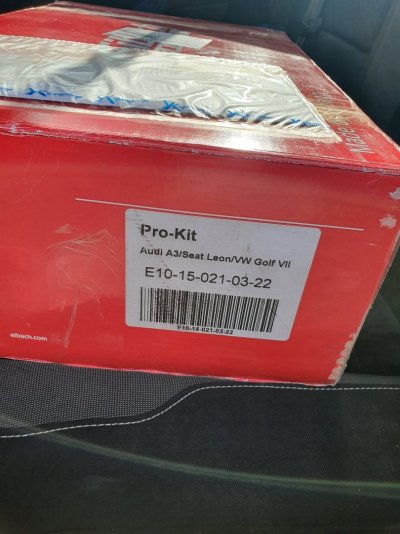 "Made
Pro-Kit
Audi A3/Seat Leon/VW Golf VII
E10-15-021-03-22
E10-15-021-03-22
eibach.com